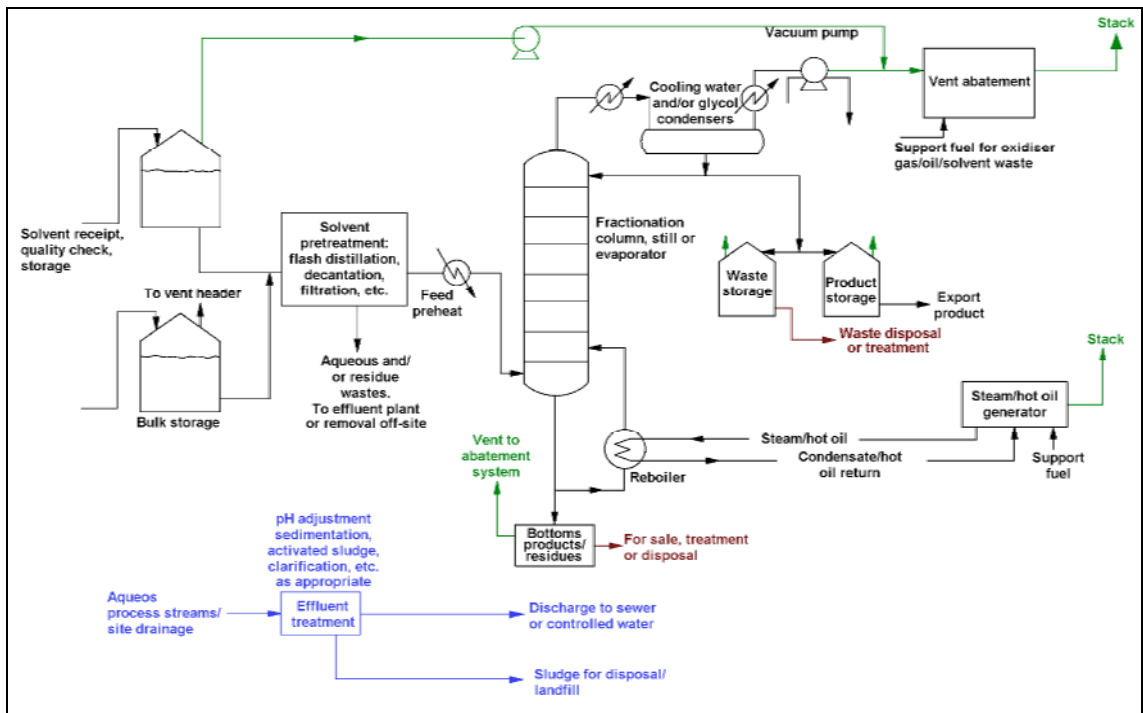 Stack
Vacuum pump
Vent abatement
Cooling water
and/or glycol
condensers
Support fuel for oxidiser
gas/oil/solvent waste
Solvent receipt,
quality check,
storage
Solvent
pretreatment:
flash distillation,
decantation,
filtration, etc.
Fractionation
column, still or
evaporator
To vent header
Feed
preheat
Waste
storage
Product
storage
Export
product
Waste disposal
or treatment
Stack
Aqueous and/
or residue
wastes.
To effluent plant
or removal off-site
Bulk storage
Steam/hot oil
generator
Steam/hot oil
Vent to
abatement
system
Condensate/hot
oil return
Support
fuel
Reboiler
Bottoms
products/
residues
For sale, treatment
or disposal
pH adjustment
sedimentation,
activated sludge,
clarification, etc.
as appropriate
Aqueos
process streams/
site drainage
Effluent
treatment
Discharge to sewer
or controlled water
Sludge for disposal/
landfill